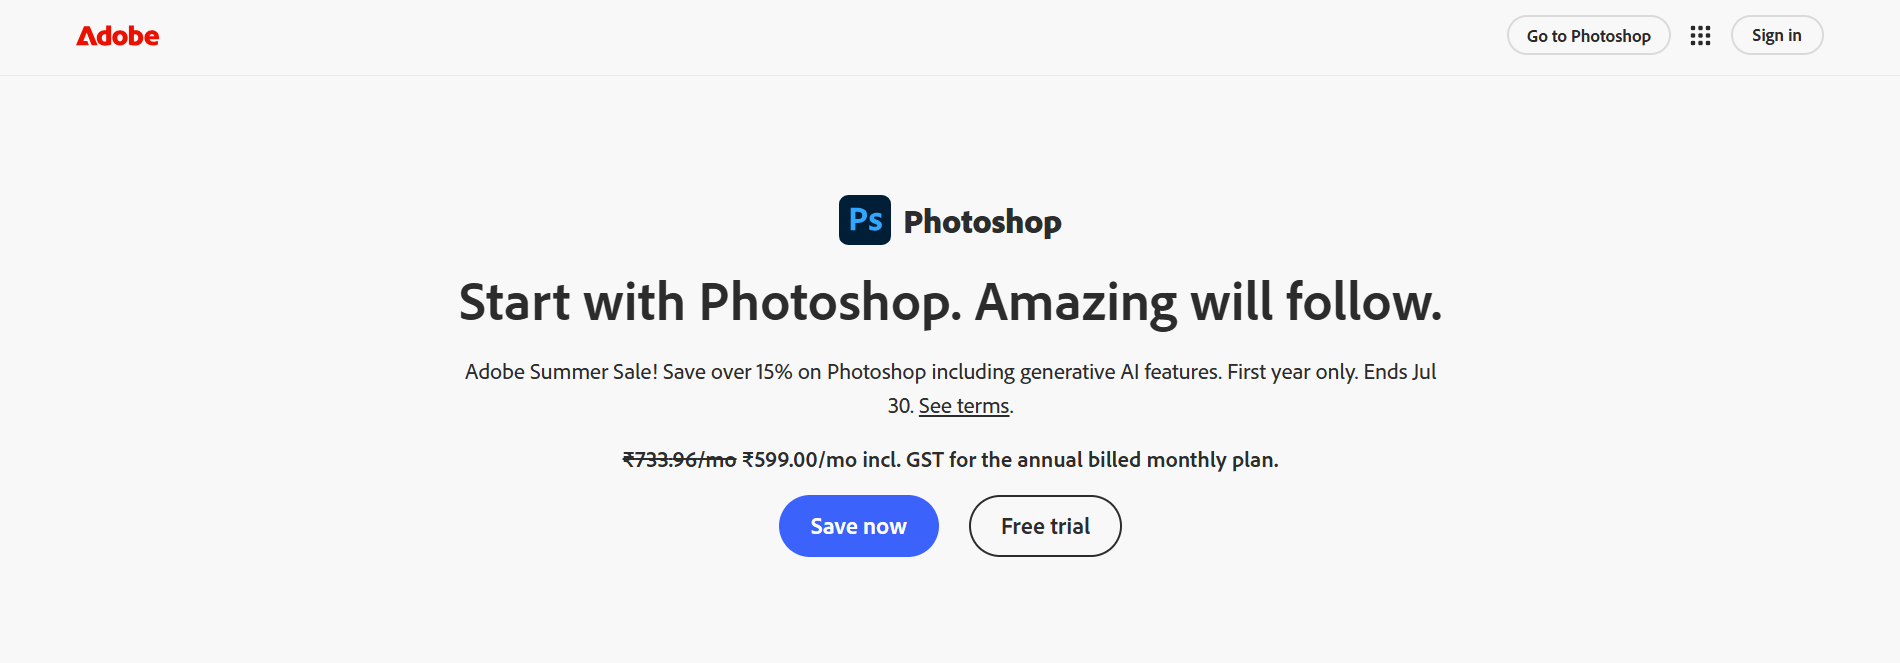 Adobe
Go to Photoshop
Sign in
Ps Photoshop
Start with Photoshop. Amazing will follow.
Adobe Summer Sale! Save over 15% on Photoshop including generative AI features. First year only. Ends Jul
30. See terms.
₹733.96/mo ₹599.00/mo incl. GST for the annual billed monthly plan.
Save now
Free trial